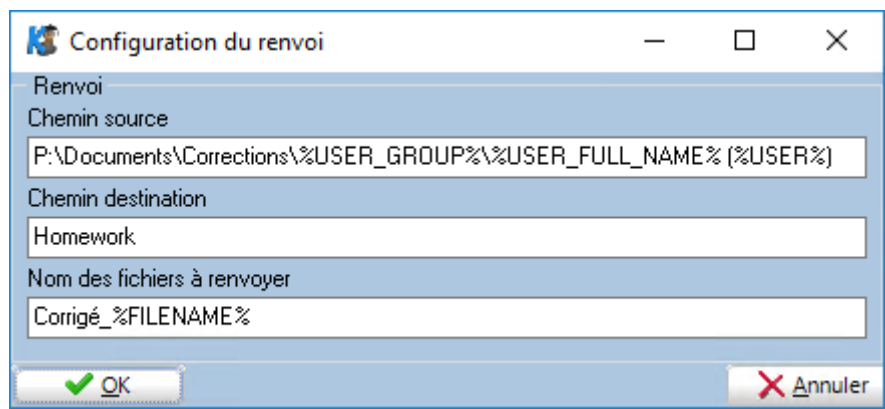 Configuration du renvoi
Renvoi
Chemin source
P:\Documents\Corrections\%USER_GROUP%\%USER_FULL_NAME% (%USER%)
Chemin destination
Homework
Nom des fichiers à renvoyer
Corrigé_%FILENAME%
OK Annuler